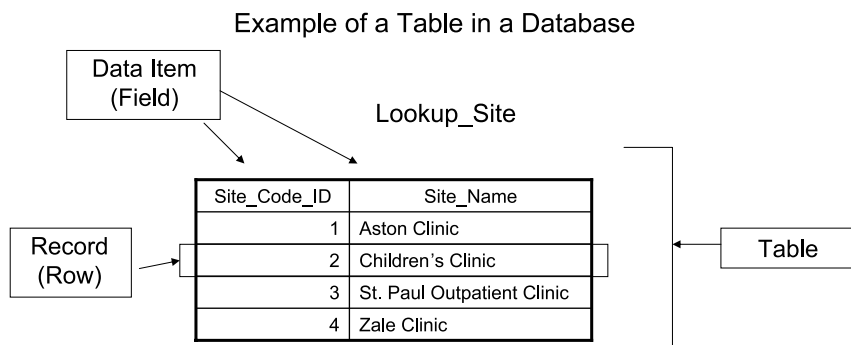 Example of a Table in a Database
Data Item
(Field)
Lookup_Site
Site_Code_ID Site_Name
1 Aston Clinic
2 Children's Clinic
3 St. Paul Outpatient Clinic
4 Zale Clinic
Record
(Row)
Table